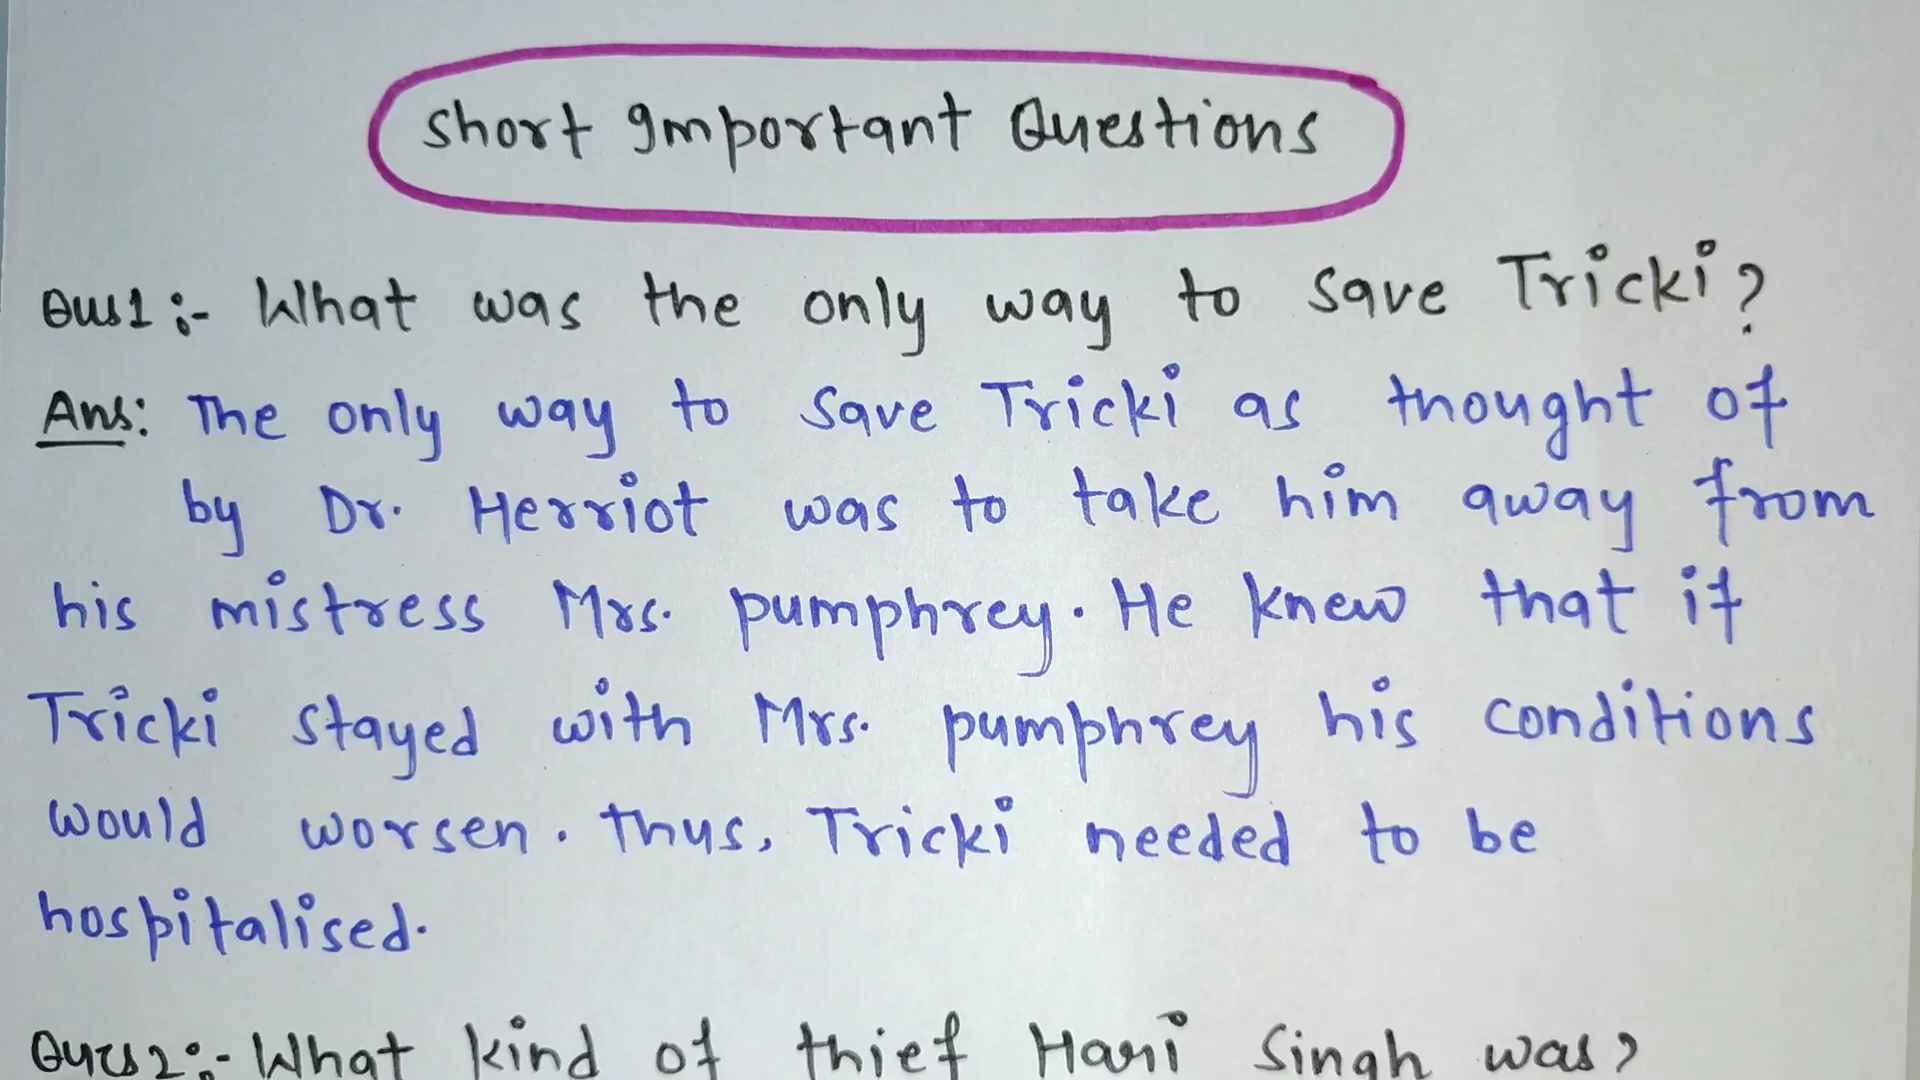 Short Important Questions
Qus1:- What was the only way to save Tricki?
Ans: The only way to save Tricki as thought of
by Dr. Herriot was to take him away from
his mistress Mrs. pumphrey. He knew that if
Tricki stayed with Mrs. pumphrey his conditions
would worsen. Thus, Tricki needed to be
hospitalised.
Ques2:- What kind of thief Hari Singh was?